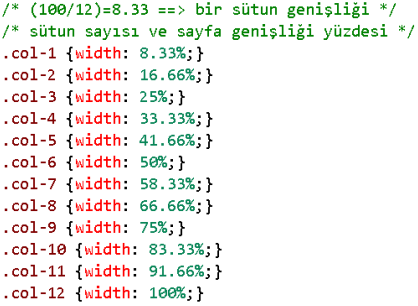 /* (100/12)=8.33 ==> bir sütun genişliği */
/* sütun sayısı ve sayfa genişliği yüzdesi */
.col-1 {width: 8.33%;}
.col-2 {width: 16.66%;}
.col-3 {width: 25%;}
.col-4 {width: 33.33%;}
.col-5 {width: 41.66%;}
.col-6 {width: 50%;}
.col-7 {width: 58.33%;}
.col-8 {width: 66.66%;}
.col-9 {width: 75%;}
.col-10 {width: 83.33%;}
.col-11 {width: 91.66%;}
.col-12 {width: 100%;}